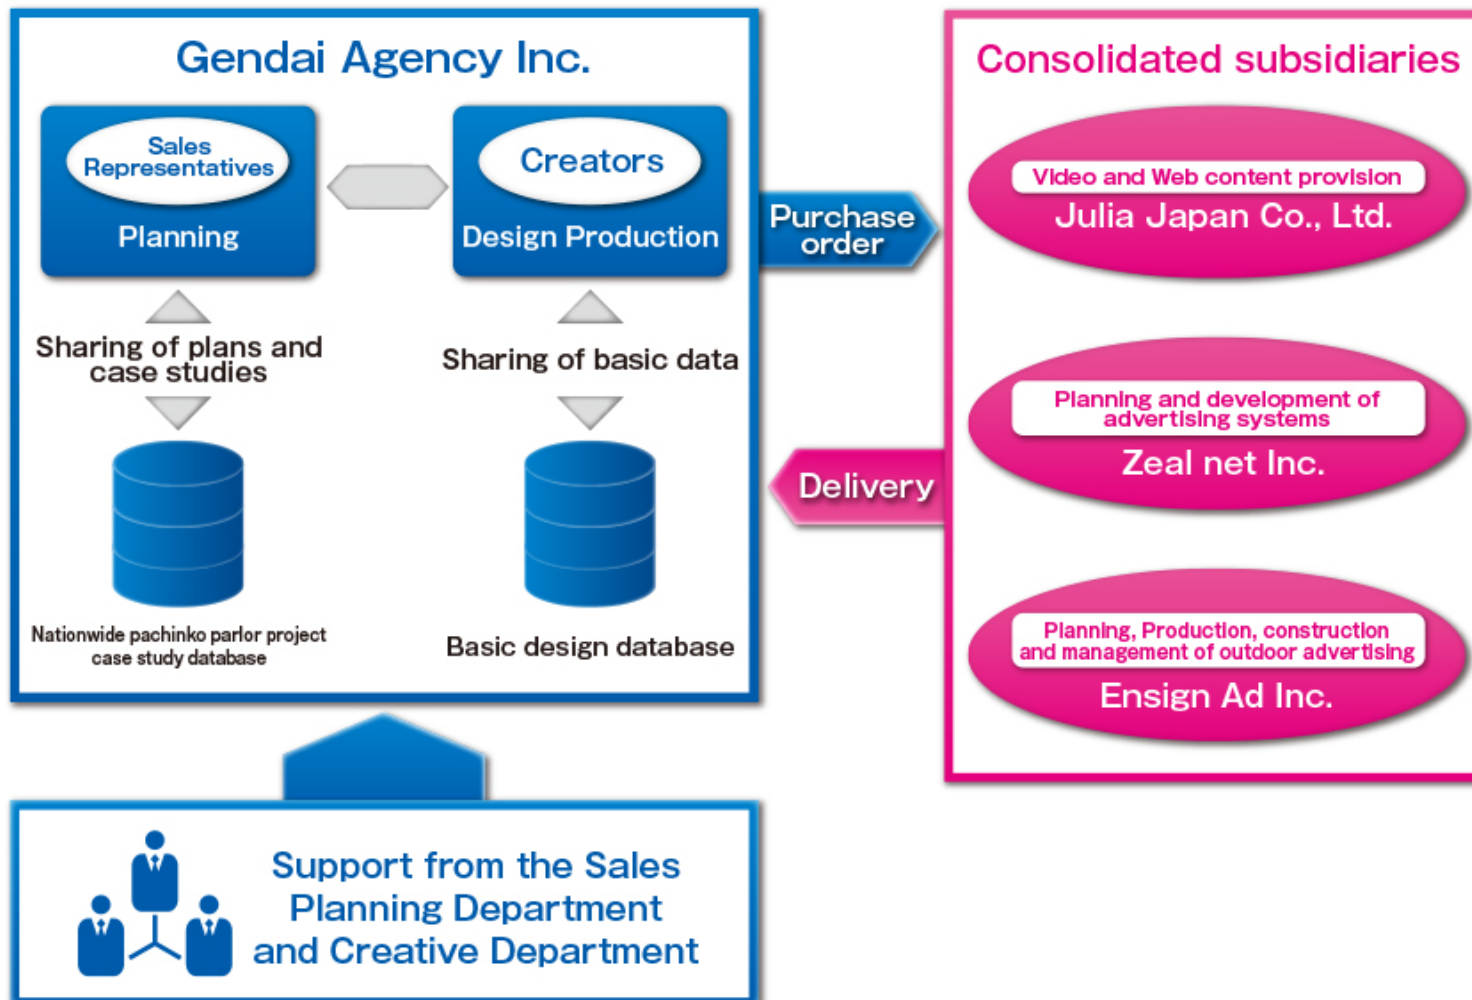 Gendai Agency Inc.
Sales
Representatives
Planning
Creators
Design Production
Sharing of plans and
case studies
Sharing of basic data
Nationwide pachinko parlor project
case study database
Basic design database
Purchase
order
Delivery
Consolidated subsidiaries
Video and Web content provision
Julia Japan Co., Ltd.
Planning and development of
advertising systems
Zeal net Inc.
Planning, Production, construction
and management of outdoor advertising
Ensign Ad Inc.
Support from the Sales
Planning Department
and Creative Department